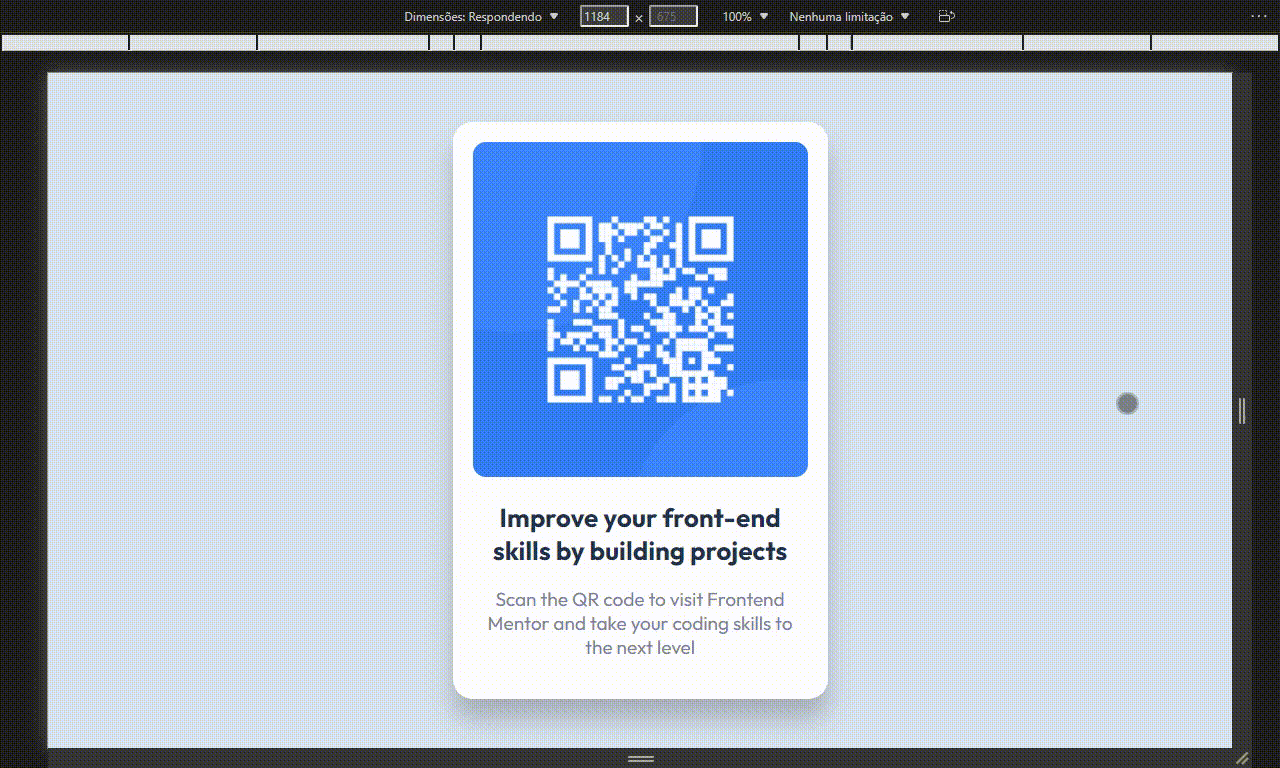 Dimensões: Respondendo 1184 × 675 100% Nenhuma limitação
Improve your front-end
skills by building projects
Scan the QR code to visit Frontend
Mentor and take your coding skills to
the next level